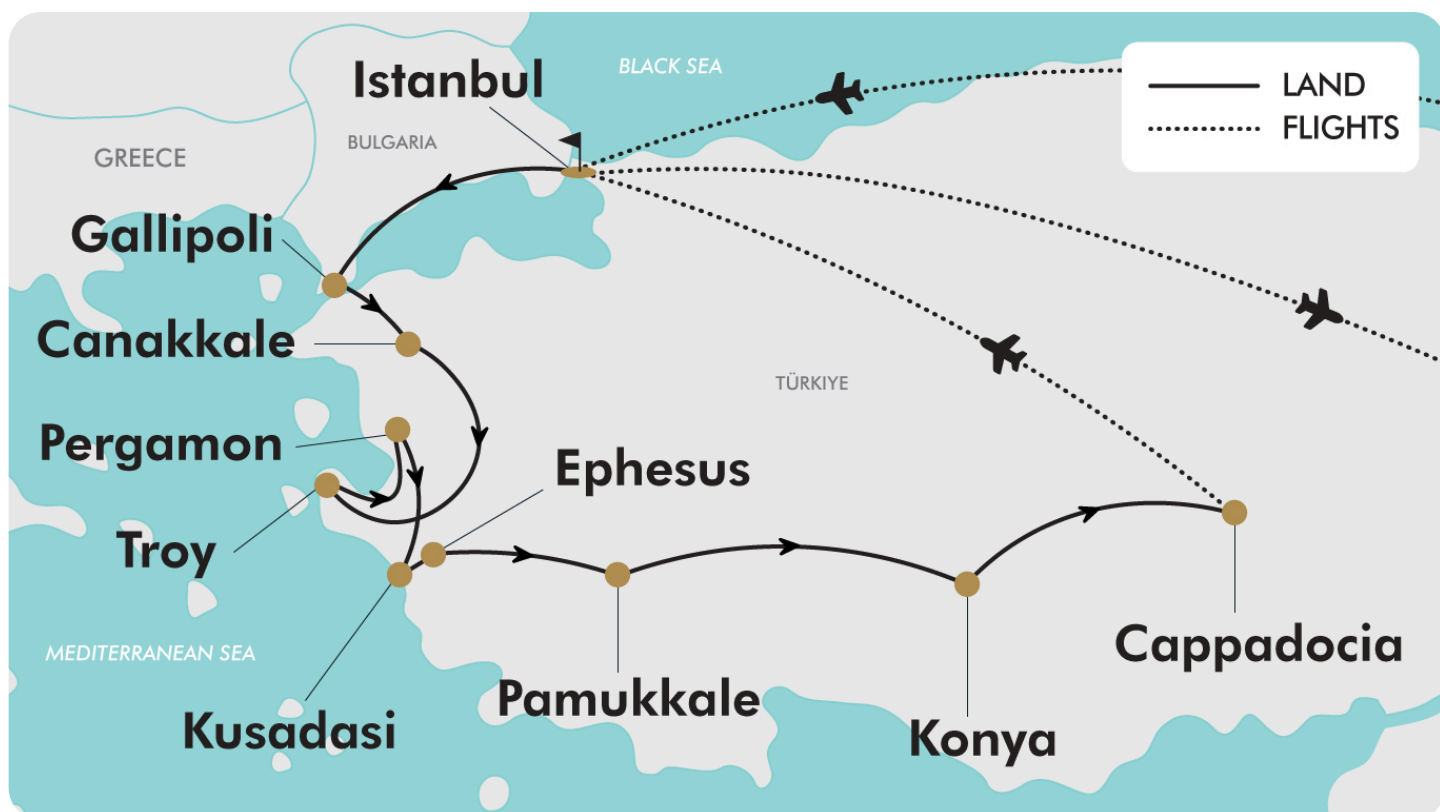 BLACK SEA
LAND
FLIGHTS
Istanbul
BULGARIA
GREECE
Gallipoli
Canakkale
TÜRKIYE
Pergamon
Ephesus
Troy
MEDITERRANEAN SEA
Cappadocia
Pamukkale
Kusadasi
Konya